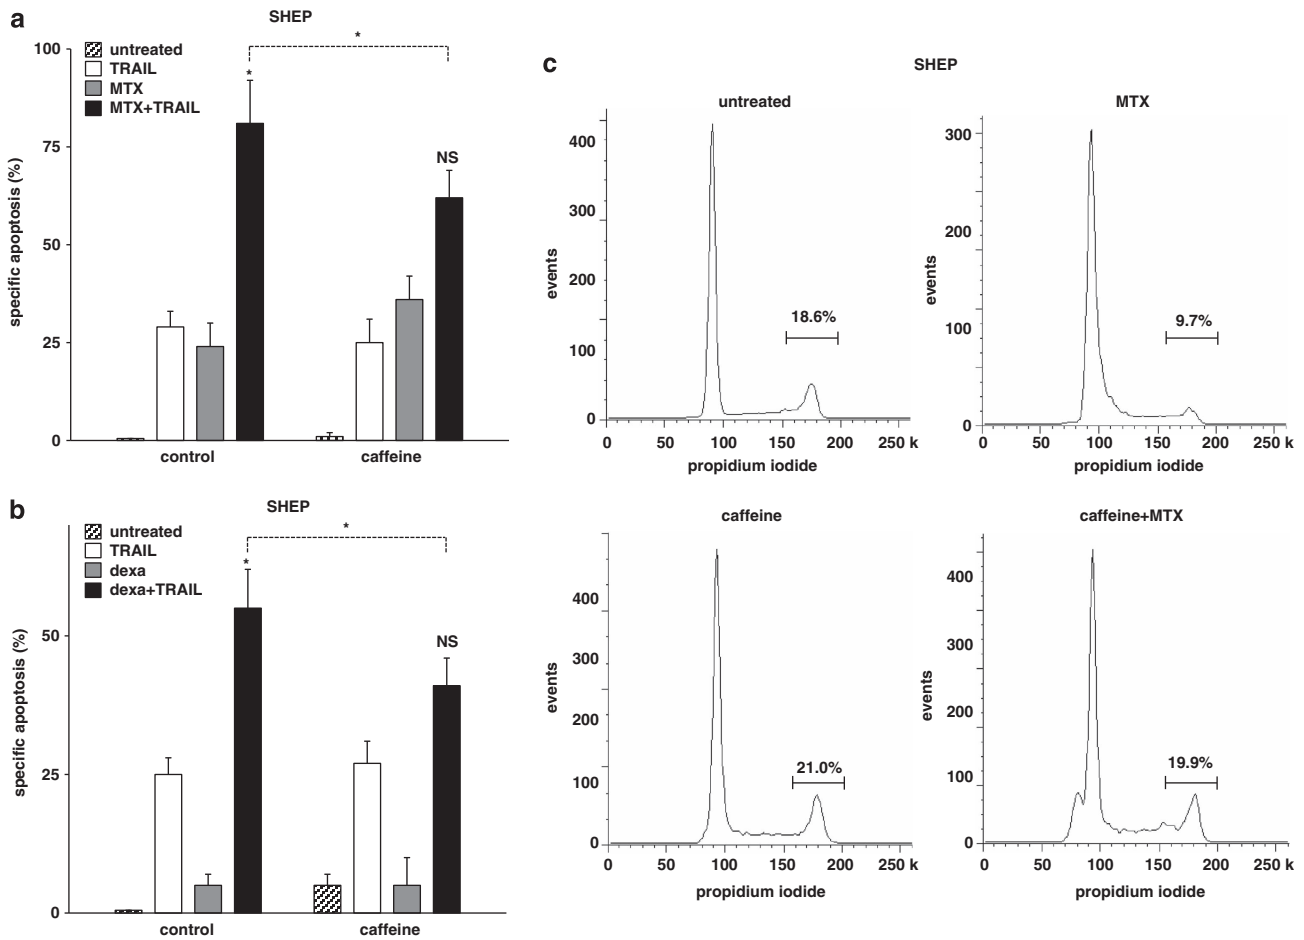 a
SHEP
untreated
TRAIL
MTX
MTX+TRAIL
*
*
NS
100
75
50
25
0
specific apoptosis (%)
control
caffeine
b
SHEP
untreated
TRAIL
dexa
dexa+TRAIL
*
*
NS
50
25
0
specific apoptosis (%)
control
caffeine
c
SHEP
untreated
400
300
200
100
0
events
18.6%
0 50 100 150 200 250 k
propidium iodide
MTX
300
200
100
0
events
9.7%
0 50 100 150 200 250 k
propidium iodide
caffeine
400
300
200
100
0
events
21.0%
0 50 100 150 200 250 k
propidium iodide
caffeine+MTX
400
300
200
100
0
events
19.9%
0 50 100 150 200 250 k
propidium iodide